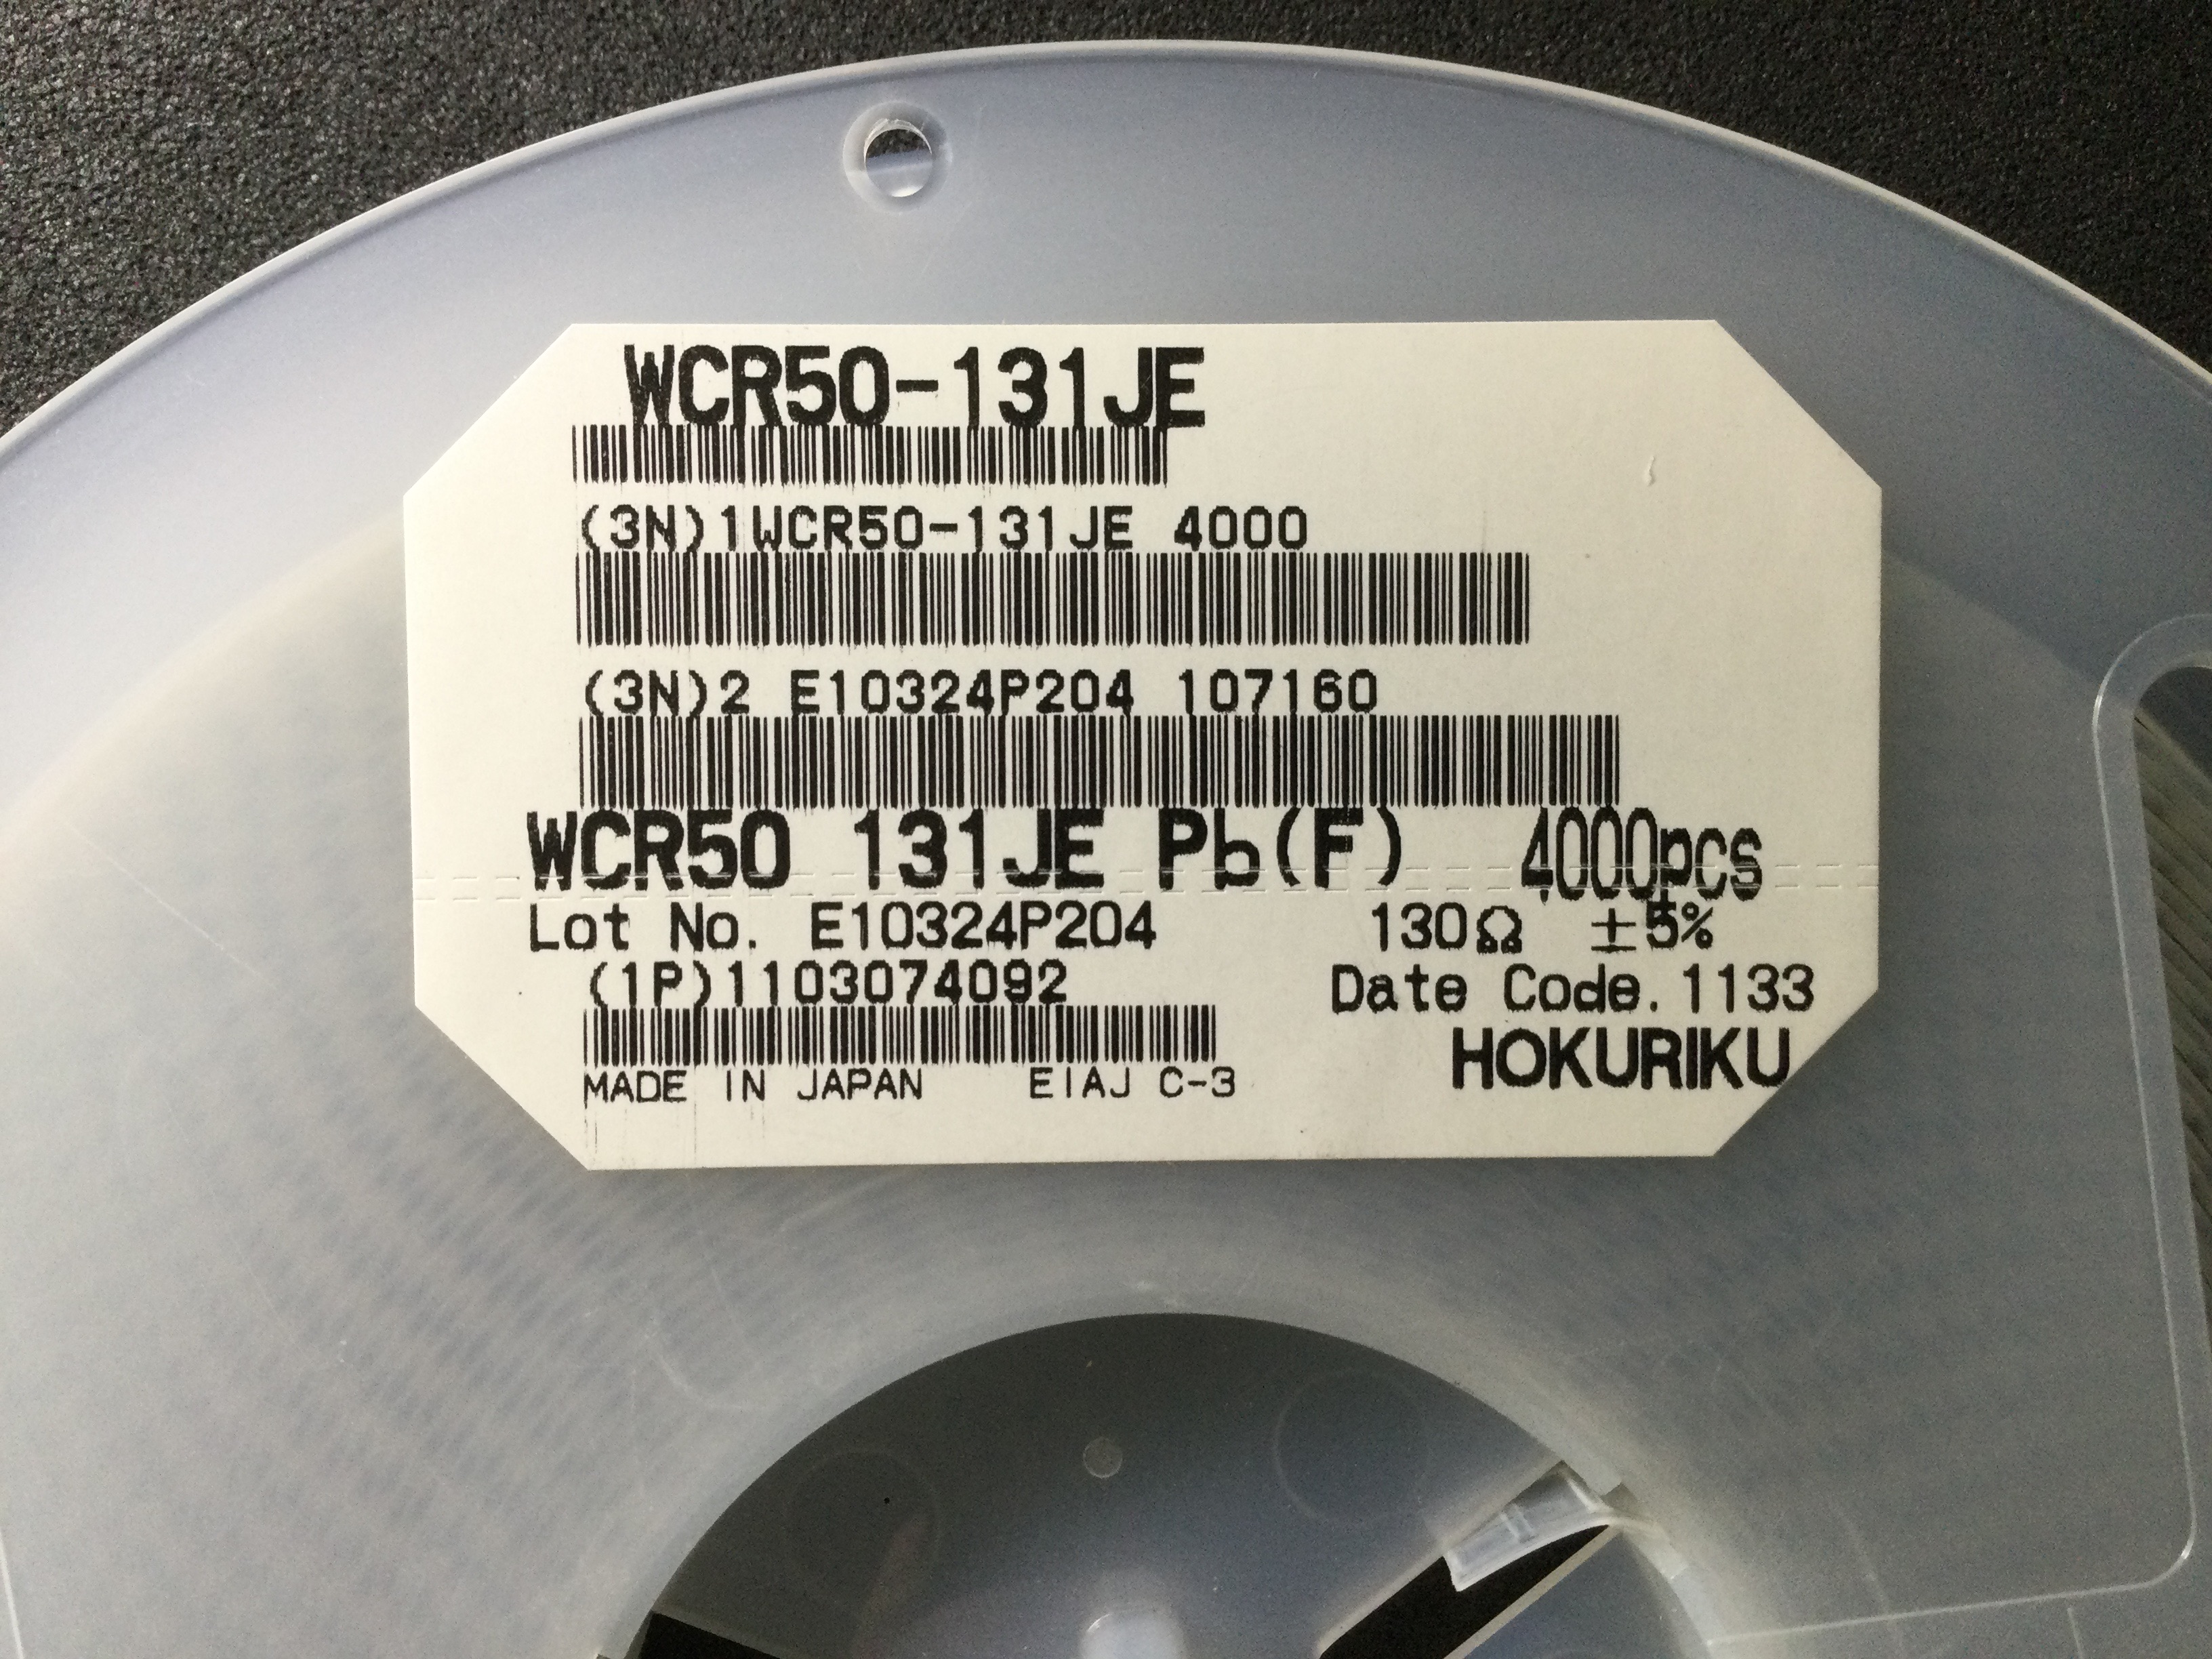 WCR50-131JE
(3N)1WCR50-131JE 4000
(3N)2 E10324P204 107160
WCR50 131JE Pb(F) 4000pcs
Lot No. E10324P204 130Ω ±5%
(1P)1103074092 Date Code.1133
HOKURIKU
MADE IN JAPAN EIAJ C-3